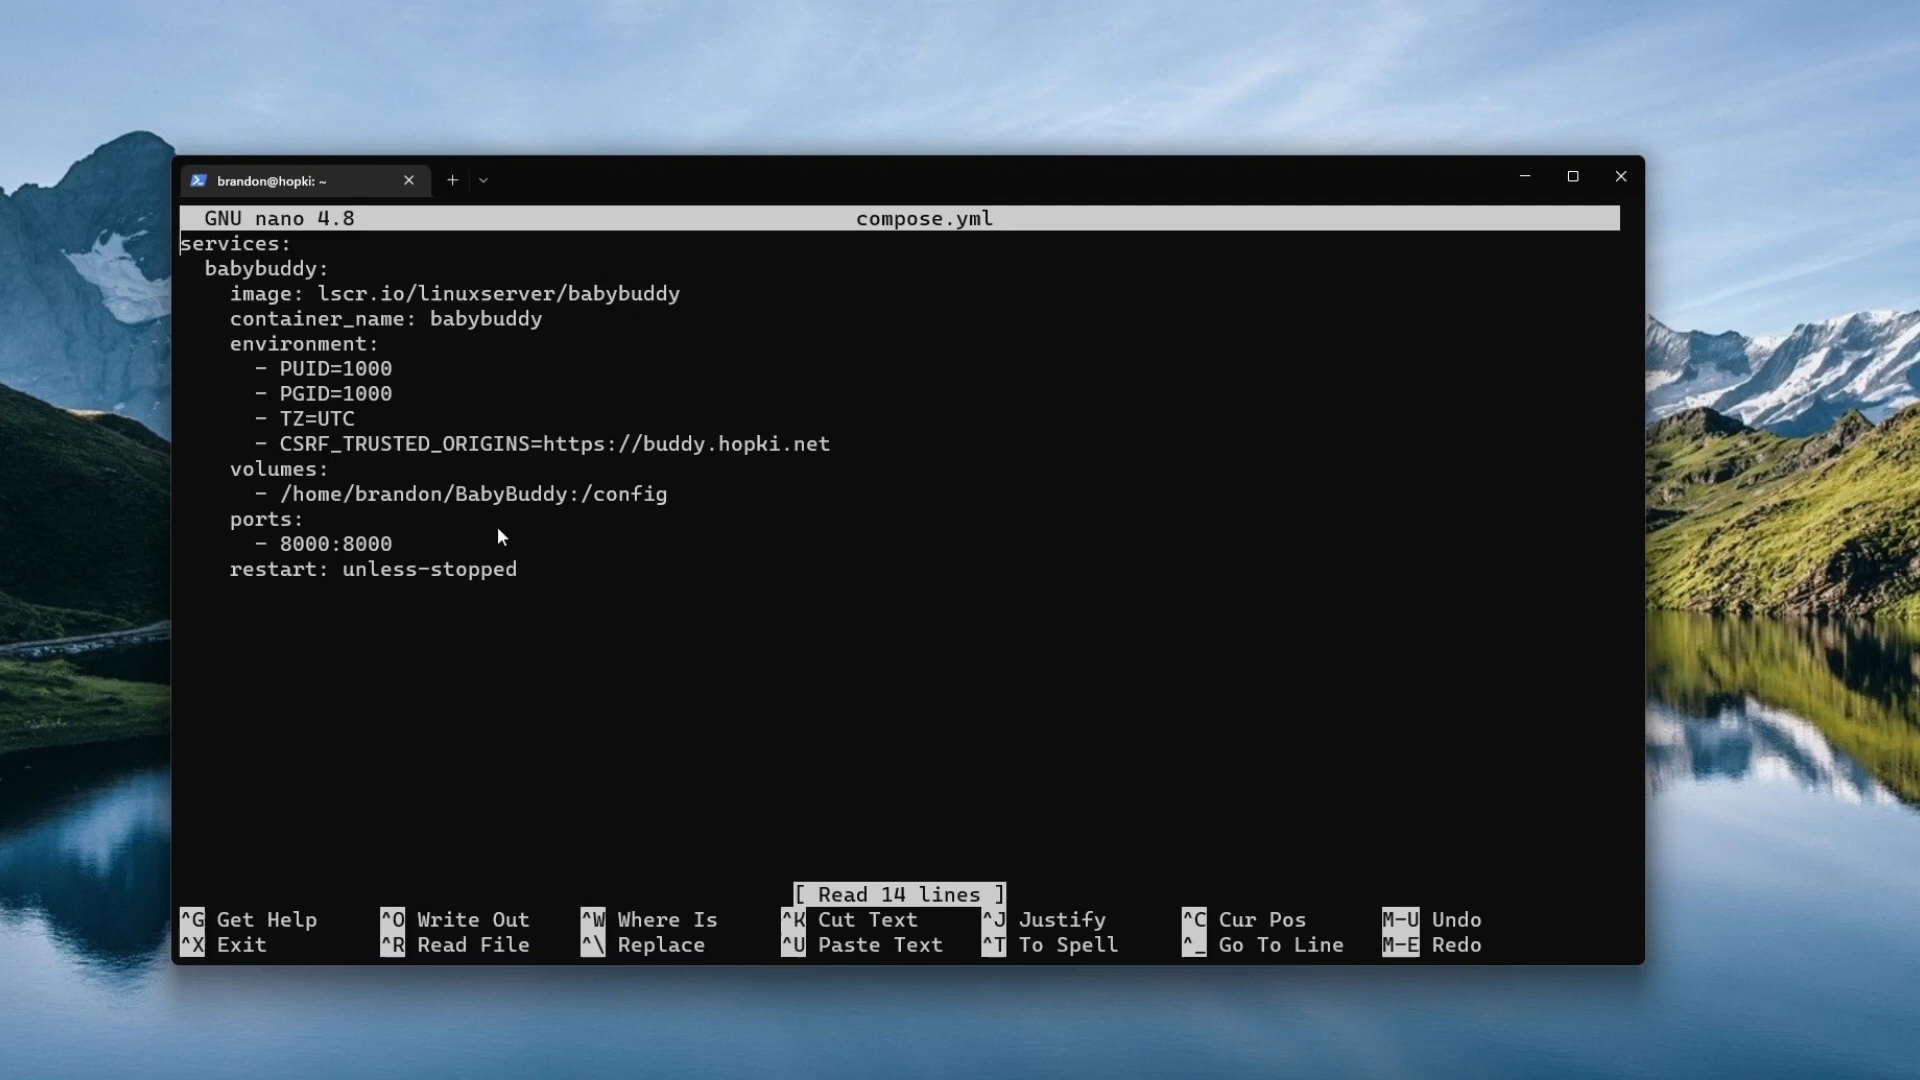 brandon@hopki: ~
GNU nano 4.8 compose.yml
services:
  babybuddy:
    image: lscr.io/linuxserver/babybuddy
    container_name: babybuddy
    environment:
      - PUID=1000
      - PGID=1000
      - TZ=UTC
      - CSRF_TRUSTED_ORIGINS=https://buddy.hopki.net
    volumes:
      - /home/brandon/BabyBuddy:/config
    ports:
      - 8000:8000
    restart: unless-stopped
[ Read 14 lines ]
^G Get Help ^O Write Out ^W Where Is ^K Cut Text ^J Justify ^C Cur Pos M-U Undo
^X Exit ^R Read File ^\ Replace ^U Paste Text ^T To Spell ^_ Go To Line M-E Redo